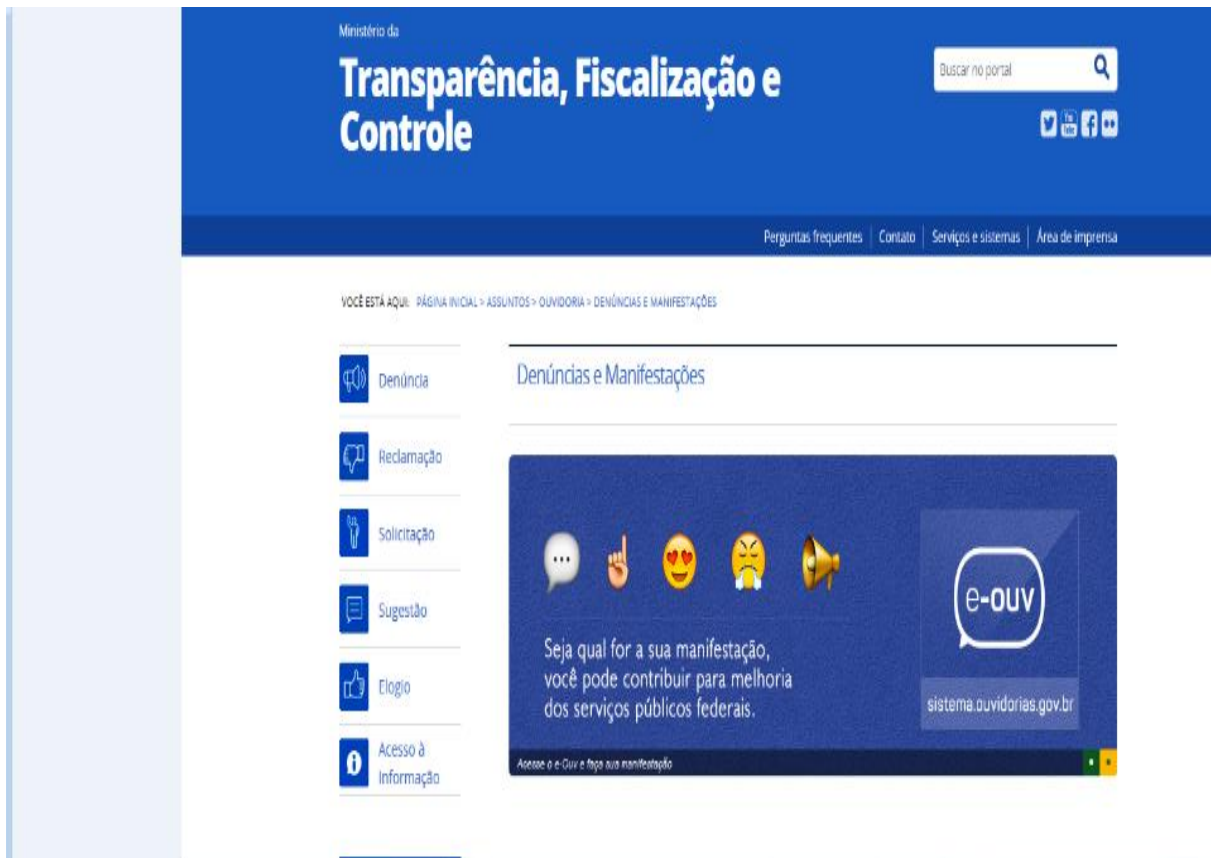 Ministério da
Transparência, Fiscalização e
Controle
Buscar no portal
You
Tube
Perguntas frequentes
Contato
Serviços e sistemas
Área de imprensa
VOCÊ ESTÁ AQUI: PÁGINA INICIAL > ASSUNTOS > OUVIDORIA > DENÚNCIAS E MANIFESTAÇÕES
Denúncia
Reclamação
Solicitação
Sugestão
Elogio
Acesso à
Informação
Denúncias e Manifestações
Seja qual for a sua manifestação,
você pode contribuir para melhoria
dos serviços públicos federais.
e-ouv
sistema.ouvidorias.gov.br
Acesse o e-Ouv e faça sua manifestação